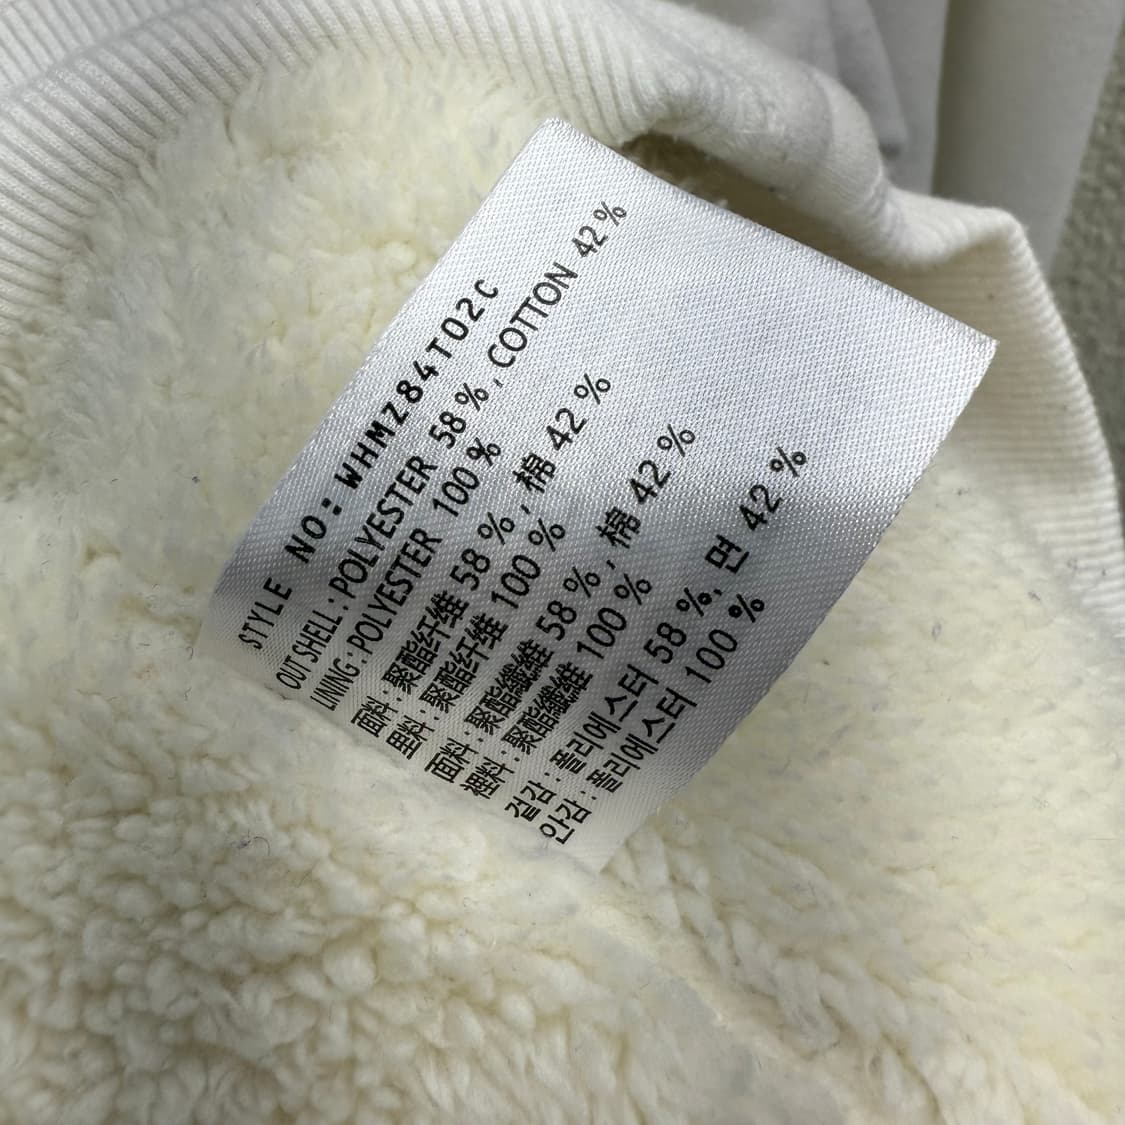 STYLE NO: WHMZ84T02C
OUT SHELL: POLYESTER 58%, COTTON 42%
LINING: POLYESTER 100%
面料: 聚酯纤维 58%, 棉 42%
里料: 聚酯纤维 100%
面料: 聚酯纖維 58%, 棉 42%
裡料: 聚酯纖維 100%
겉감: 폴리에스터 58%, 면 42%
안감: 폴리에스터 100%